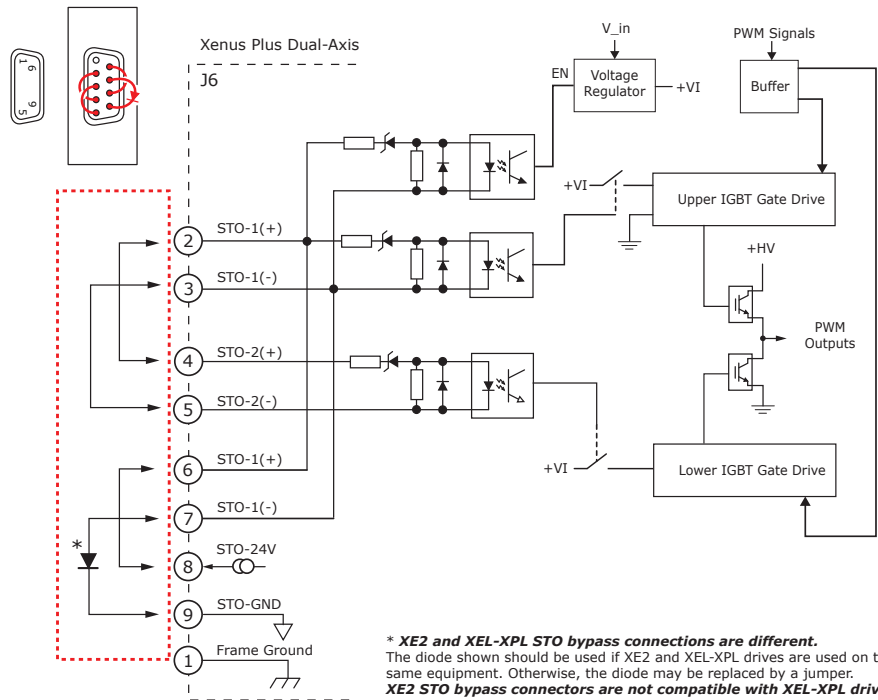 Xenus Plus Dual-Axis
J6
1
6
9
5
V_in
EN
Voltage
Regulator
+VI
PWM Signals
Buffer
+VI
Upper IGBT Gate Drive
+HV
PWM
Outputs
2
STO-1(+)
3
STO-1(-)
4
STO-2(+)
5
STO-2(-)
6
STO-1(+)
7
STO-1(-)
8
STO-24V
9
STO-GND
1
Frame Ground
*
+VI
Lower IGBT Gate Drive
* XE2 and XEL-XPL STO bypass connections are different.
The diode shown should be used if XE2 and XEL-XPL drives are used on
same equipment. Otherwise, the diode may be replaced by a jumper.
XE2 STO bypass connectors are not compatible with XEL-XPL